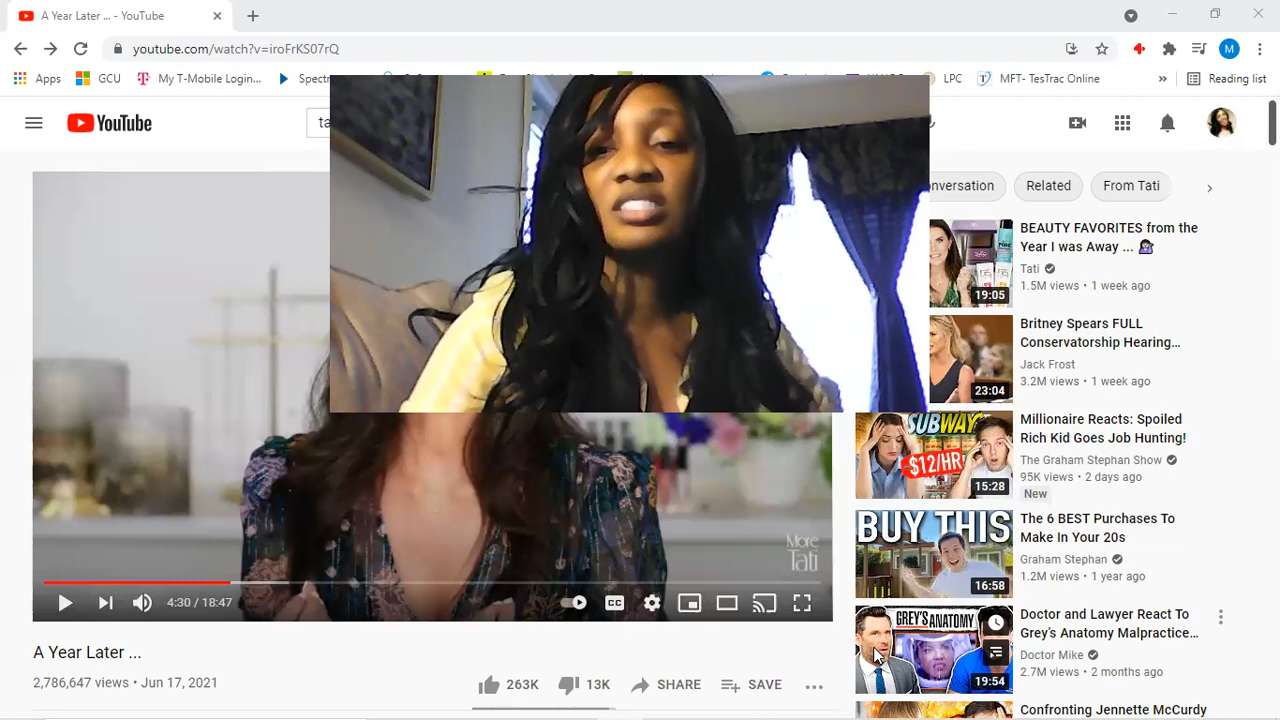 A Year Later ... - YouTube
youtube.com/watch?v=iroFrKS07rQ
M
Apps
GCU
My T-Mobile Login...
LPC
MFT- TesTrac Online
»
Reading list
YouTube
ta
nversation
Related
From Tati
BEAUTY FAVORITES from the
Year I was Away ...
Tati
1.5M views • 1 week ago
19:05
Britney Spears FULL
Conservatorship Hearing...
Jack Frost
3.2M views • 1 week ago
23:04
SUBWAY
$12/HR
15:28
Millionaire Reacts: Spoiled
Rich Kid Goes Job Hunting!
The Graham Stephan Show
95K views • 2 days ago
New
BUY THIS
16:58
The 6 BEST Purchases To
Make In Your 20s
Graham Stephan
1.2M views • 1 year ago
GREY'S ANATOMY
19:54
Doctor and Lawyer React To
Grey's Anatomy Malpractice...
Doctor Mike
2.7M views • 2 months ago
Confronting Jennette McCurdy
More
Tati
4:30 / 18:47
CC
A Year Later ...
2,786,647 views • Jun 17, 2021
263K
13K
SHARE
SAVE